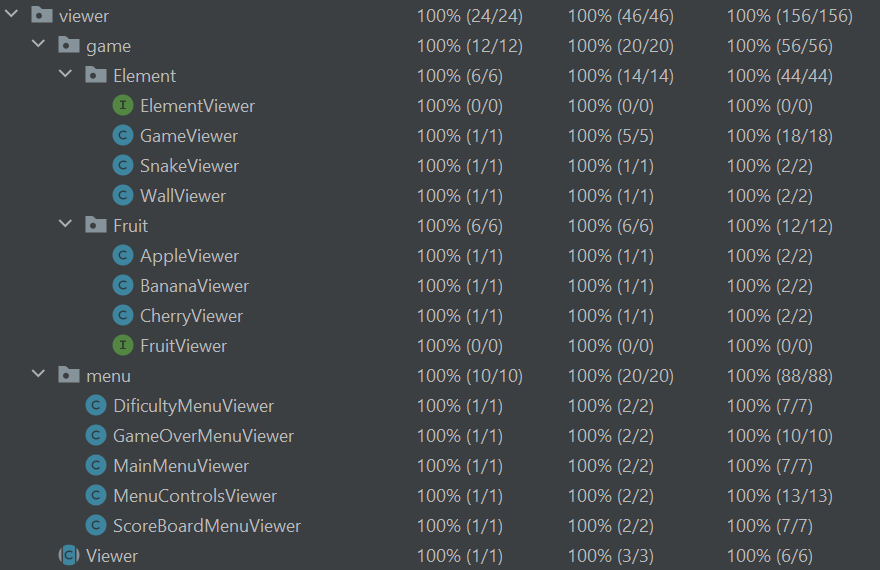 viewer 100% (24/24) 100% (46/46) 100% (156/156)
game 100% (12/12) 100% (20/20) 100% (56/56)
Element 100% (6/6) 100% (14/14) 100% (44/44)
I ElementViewer 100% (0/0) 100% (0/0) 100% (0/0)
C GameViewer 100% (1/1) 100% (5/5) 100% (18/18)
C SnakeViewer 100% (1/1) 100% (1/1) 100% (2/2)
C WallViewer 100% (1/1) 100% (1/1) 100% (2/2)
Fruit 100% (6/6) 100% (6/6) 100% (12/12)
C AppleViewer 100% (1/1) 100% (1/1) 100% (2/2)
C BananaViewer 100% (1/1) 100% (1/1) 100% (2/2)
C CherryViewer 100% (1/1) 100% (1/1) 100% (2/2)
I FruitViewer 100% (0/0) 100% (0/0) 100% (0/0)
menu 100% (10/10) 100% (20/20) 100% (88/88)
C DificultyMenuViewer 100% (1/1) 100% (2/2) 100% (7/7)
C GameOverMenuViewer 100% (1/1) 100% (2/2) 100% (10/10)
C MainMenuViewer 100% (1/1) 100% (2/2) 100% (7/7)
C MenuControlsViewer 100% (1/1) 100% (2/2) 100% (13/13)
C ScoreBoardMenuViewer 100% (1/1) 100% (2/2) 100% (7/7)
C Viewer 100% (1/1) 100% (3/3) 100% (6/6)